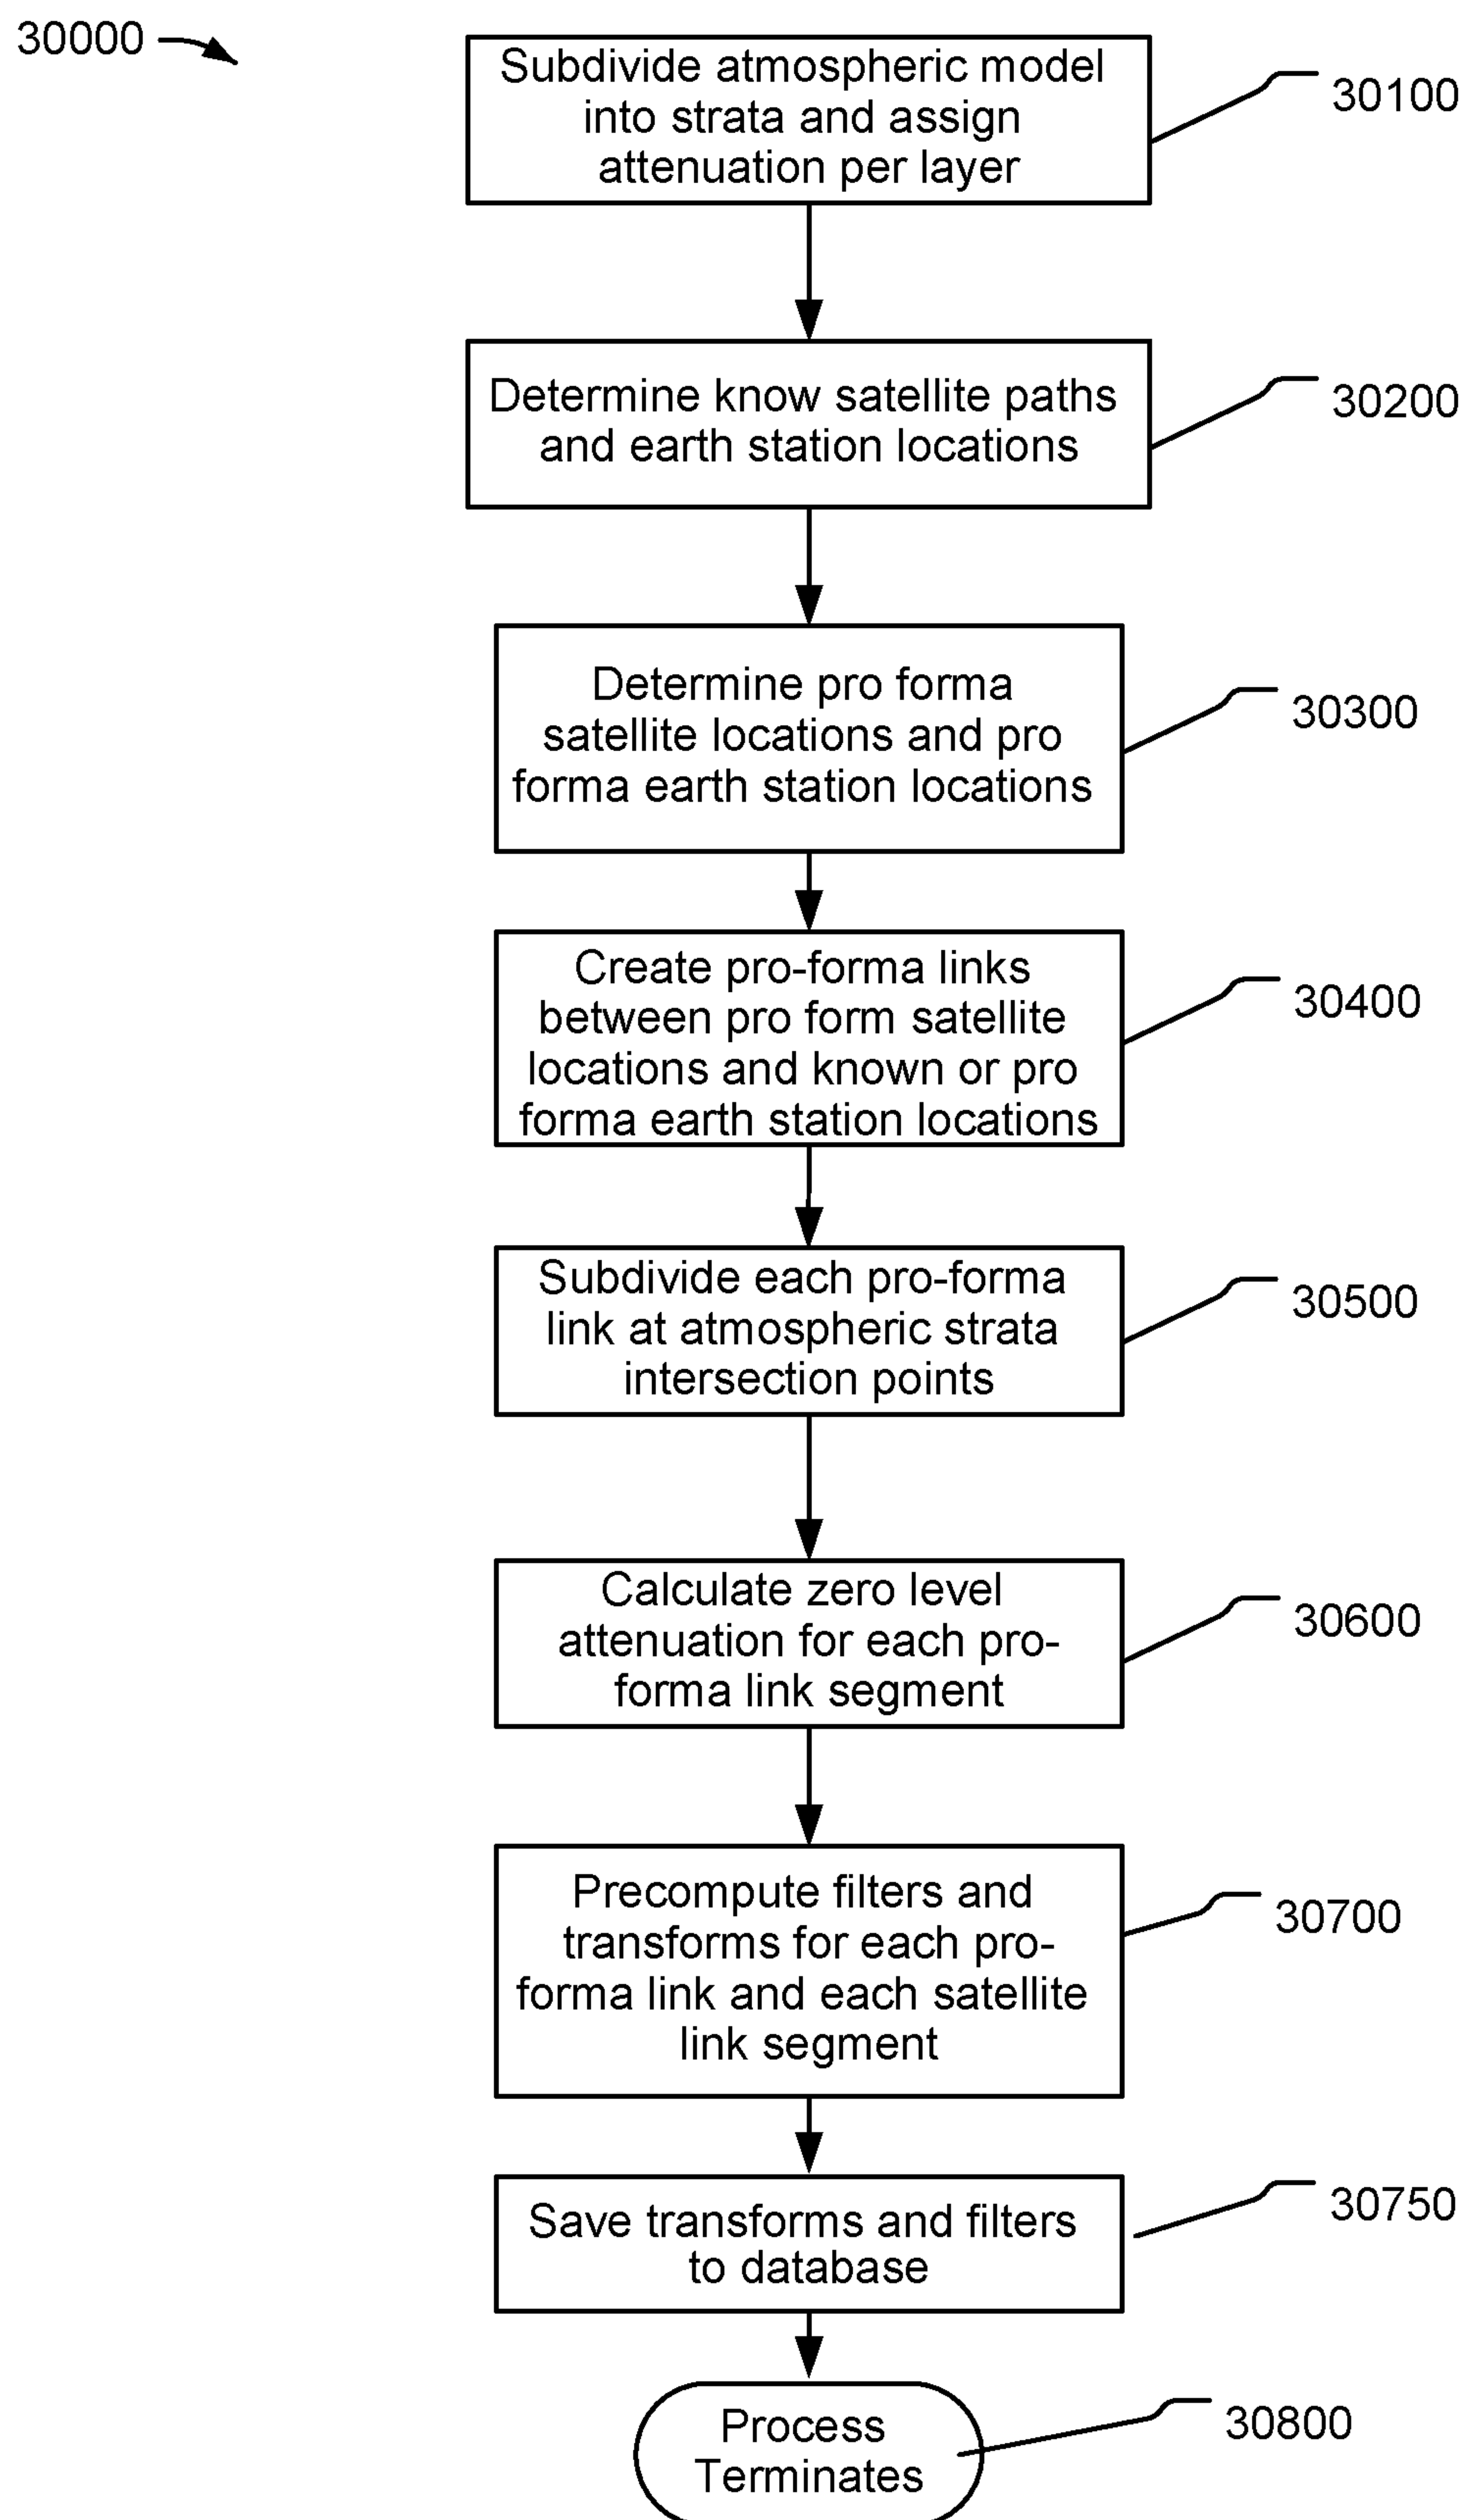 30000
Subdivide atmospheric model
into strata and assign
attenuation per layer
30100
Determine know satellite paths
and earth station locations
30200
Determine pro forma
satellite locations and pro
forma earth station locations
30300
Create pro-forma links
between pro form satellite
locations and known or pro
forma earth station locations
30400
Subdivide each pro-forma
link at atmospheric strata
intersection points
30500
Calculate zero level
attenuation for each pro-
forma link segment
30600
Precompute filters and
transforms for each pro-
forma link and each satellite
link segment
30700
Save transforms and filters
to database
30750
Process
Terminates
30800